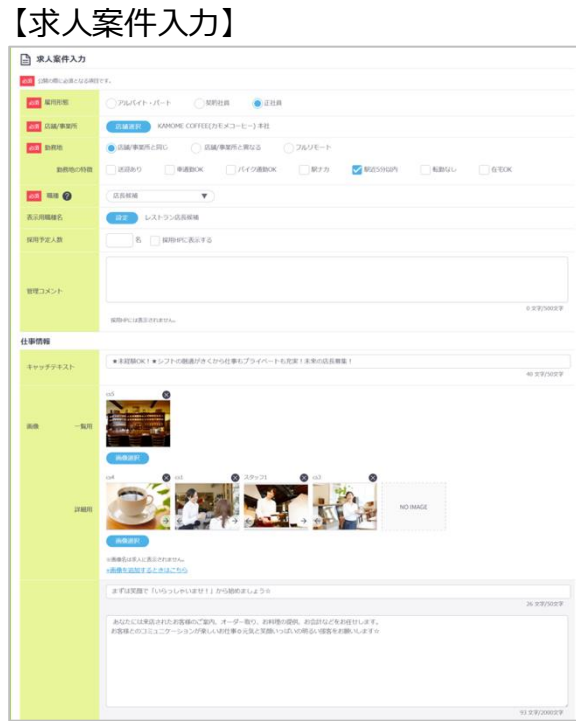 【求人案件入力】
求人案件入力
必須 公開の際に必須となる項目です。
必須 雇用形態 アルバイト・パート 契約社員 正社員
必須 店舗/事業所 店舗選択 KAMOME COFFEE(カモメコーヒー) 本社
必須 勤務地 店舗/事業所と同じ 店舗/事業所と異なる フルリモート
勤務地の特徴 送迎あり 車通勤OK バイク通勤OK 駅ナカ 駅近5分以内 転勤なし 在宅OK
必須 職種 ? 店長候補 ▼
表示用職種名 設定 レストラン店長候補
採用予定人数 名 採用HPに表示する
管理コメント
0 文字/500文字
採用HPには表示されません。
仕事情報
キャッチテキスト ★未経験OK！★シフトの融通がきくから仕事もプライベートも充実！未来の店長募集！
40 文字/50文字
画像 一覧用
cs5
画像選択
詳細用
cs4 cs1 スタッフ1 cs2
NO IMAGE
画像選択
※画像名は求人に表示されません。
»画像を追加するときはこちら
まずは笑顔で「いらっしゃいませ！」から始めましょう☆
26 文字/50文字
あなたには来店されたお客様のご案内、オーダー取り、お料理の提供、お会計などをお任せします。
お客様とのコミュニケーションが楽しいお仕事☆元気と笑顔いっぱいの明るい接客をお願いします☆
93 文字/2000文字